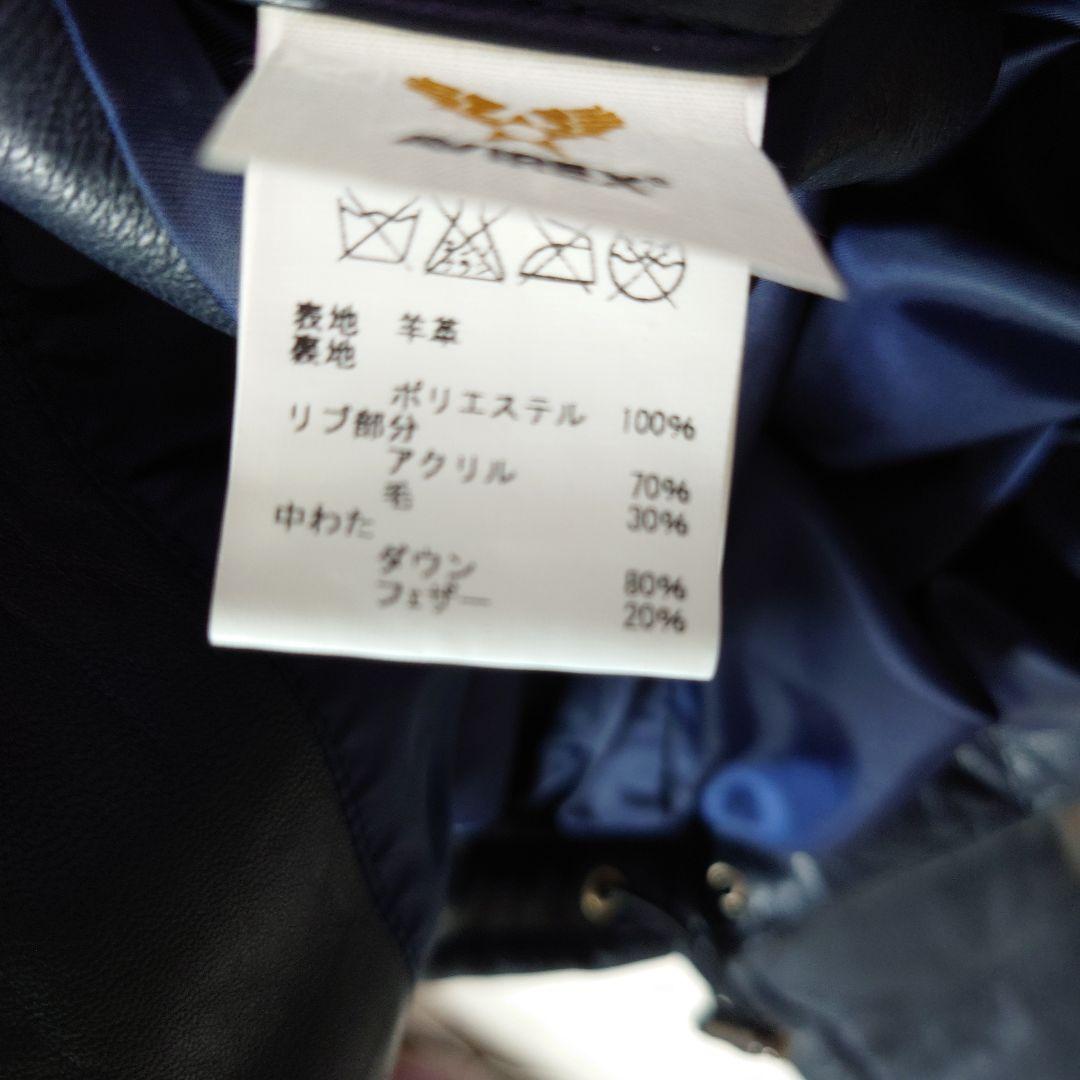 AVIREX®
表地 羊革
裏地
ポリエステル 100%
リブ部分
アクリル 70%
毛 30%
中わた
ダウン 80%
フェザー 20%